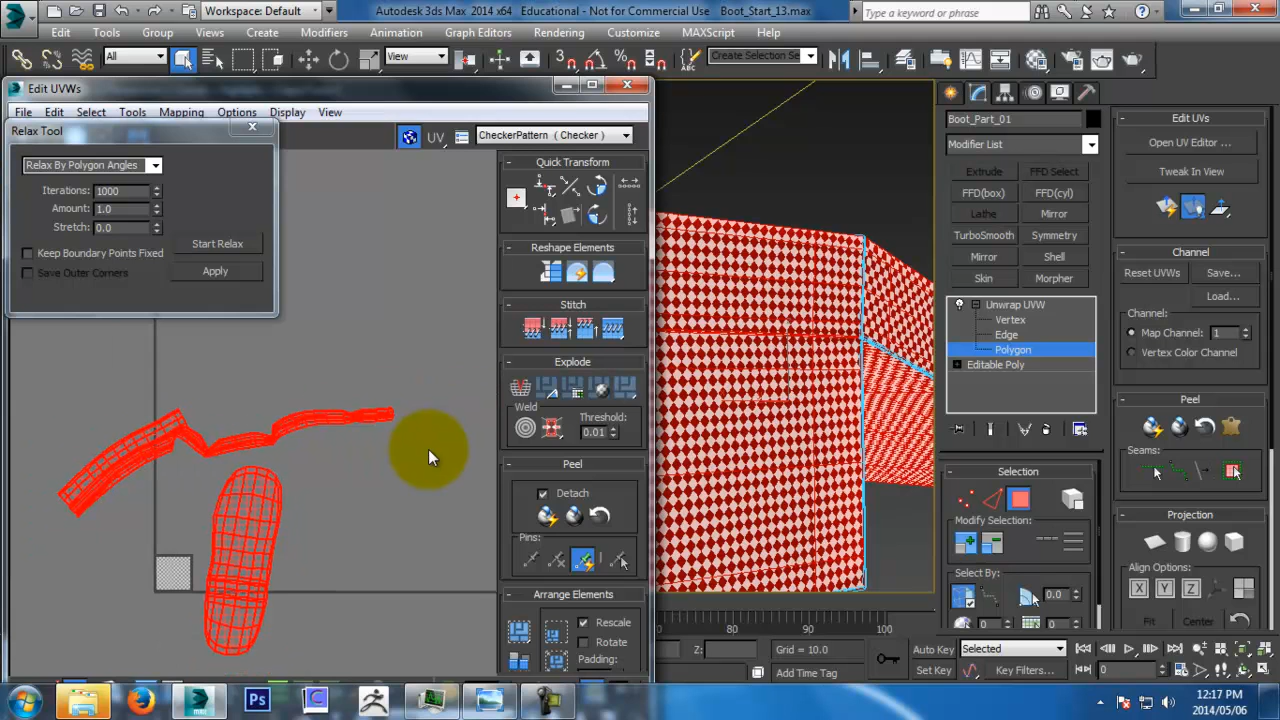 Workspace: Default
Autodesk 3ds Max 2014 x64 Educational - Not for Commercial Use Boot_Start_13.max
Type a keyword or phrase
Edit Tools Group Views Create Modifiers Animation Graph Editors Rendering Customize MAXScript Help
All
View
Create Selection Se
Edit UVWs
File Edit Select Tools Mapping Options Display View
Relax Tool
UV
CheckerPattern ( Checker )
Relax By Polygon Angles
Iterations: 1000
Amount: 1.0
Stretch: 0.0
Start Relax
Keep Boundary Points Fixed
Apply
Save Outer Corners
Quick Transform
Reshape Elements
Stitch
Explode
Weld
Threshold:
0.01
Peel
Detach
Pins:
Arrange Elements
Rescale
Rotate
Padding:
Boot_Part_01
Modifier List
Extrude FFD Select
FFD(box) FFD(cyl)
Lathe Mirror
TurboSmooth Symmetry
Mirror Shell
Skin Morpher
Unwrap UVW
Vertex
Edge
Polygon
Editable Poly
Selection
Modify Selection:
Select By:
0.0
0
0
Edit UVs
Open UV Editor ...
Tweak In View
Channel
Reset UVWs Save...
Load...
Channel:
Map Channel: 1
Vertex Color Channel
Peel
Seams:
Projection
Align Options:
X Y Z
Fit Center
80 90 100
Z:
Grid = 10.0
Add Time Tag
Auto Key Selected
Set Key Key Filters...
0
Ps
12:17 PM
2014/05/06